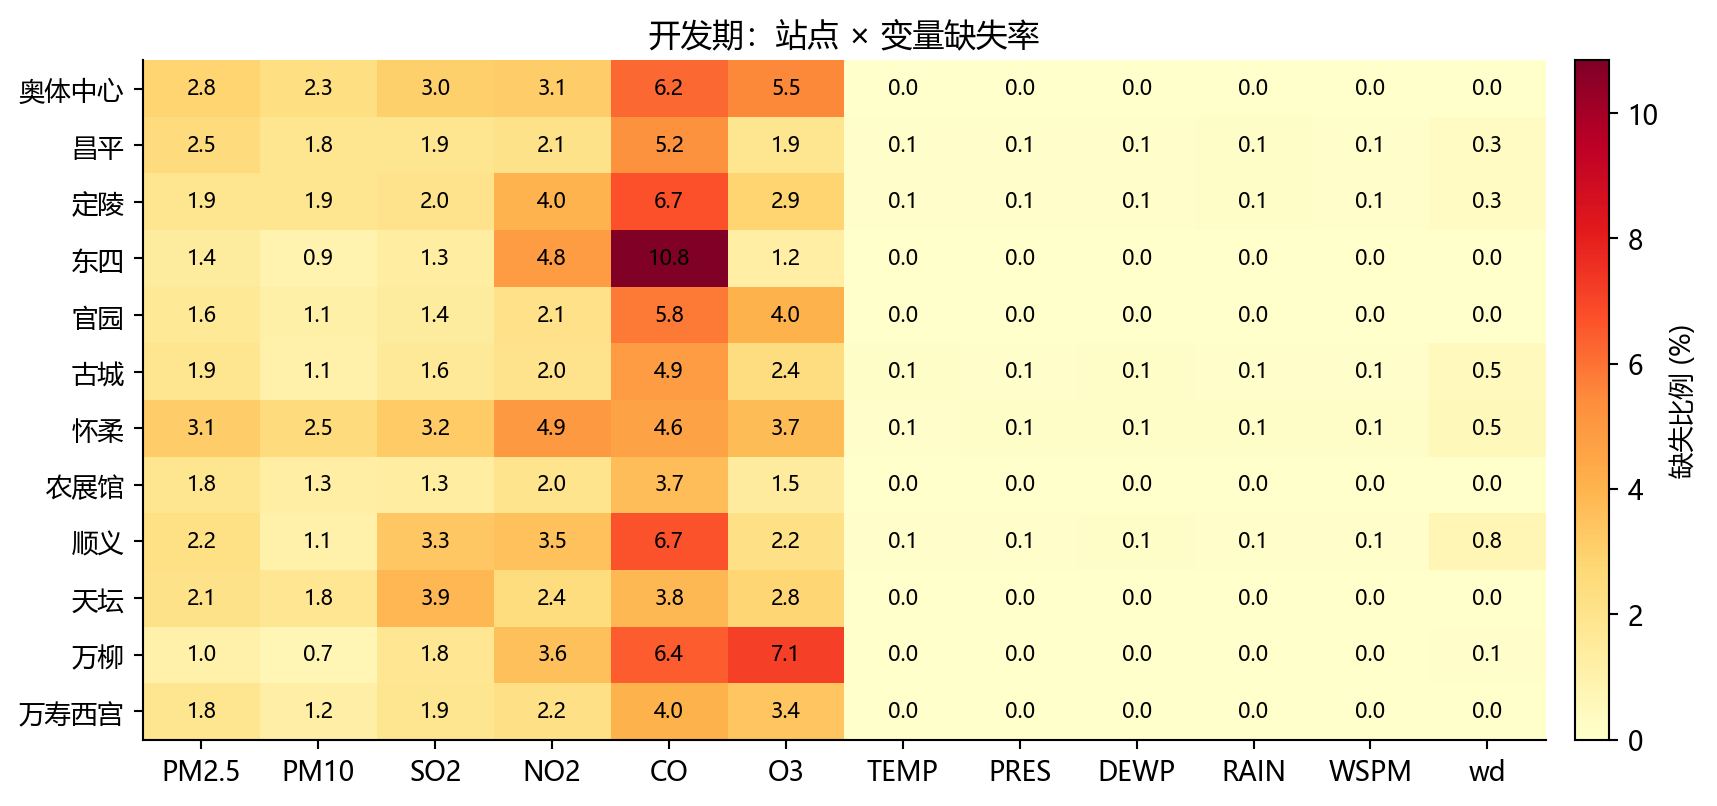 开发期：站点 × 变量缺失率
奥体中心 2.8 2.3 3.0 3.1 6.2 5.5 0.0 0.0 0.0 0.0 0.0 0.0
昌平 2.5 1.8 1.9 2.1 5.2 1.9 0.1 0.1 0.1 0.1 0.1 0.3
定陵 1.9 1.9 2.0 4.0 6.7 2.9 0.1 0.1 0.1 0.1 0.1 0.3
东四 1.4 0.9 1.3 4.8 10.8 1.2 0.0 0.0 0.0 0.0 0.0 0.0
官园 1.6 1.1 1.4 2.1 5.8 4.0 0.0 0.0 0.0 0.0 0.0 0.0
古城 1.9 1.1 1.6 2.0 4.9 2.4 0.1 0.1 0.1 0.1 0.1 0.5
怀柔 3.1 2.5 3.2 4.9 4.6 3.7 0.1 0.1 0.1 0.1 0.1 0.5
农展馆 1.8 1.3 1.3 2.0 3.7 1.5 0.0 0.0 0.0 0.0 0.0 0.0
顺义 2.2 1.1 3.3 3.5 6.7 2.2 0.1 0.1 0.1 0.1 0.1 0.8
天坛 2.1 1.8 3.9 2.4 3.8 2.8 0.0 0.0 0.0 0.0 0.0 0.0
万柳 1.0 0.7 1.8 3.6 6.4 7.1 0.0 0.0 0.0 0.0 0.0 0.1
万寿西宫 1.8 1.2 1.9 2.2 4.0 3.4 0.0 0.0 0.0 0.0 0.0 0.0
PM2.5 PM10 SO2 NO2 CO O3 TEMP PRES DEWP RAIN WSPM wd
10
8
6
4
2
0
缺失比例 (%)